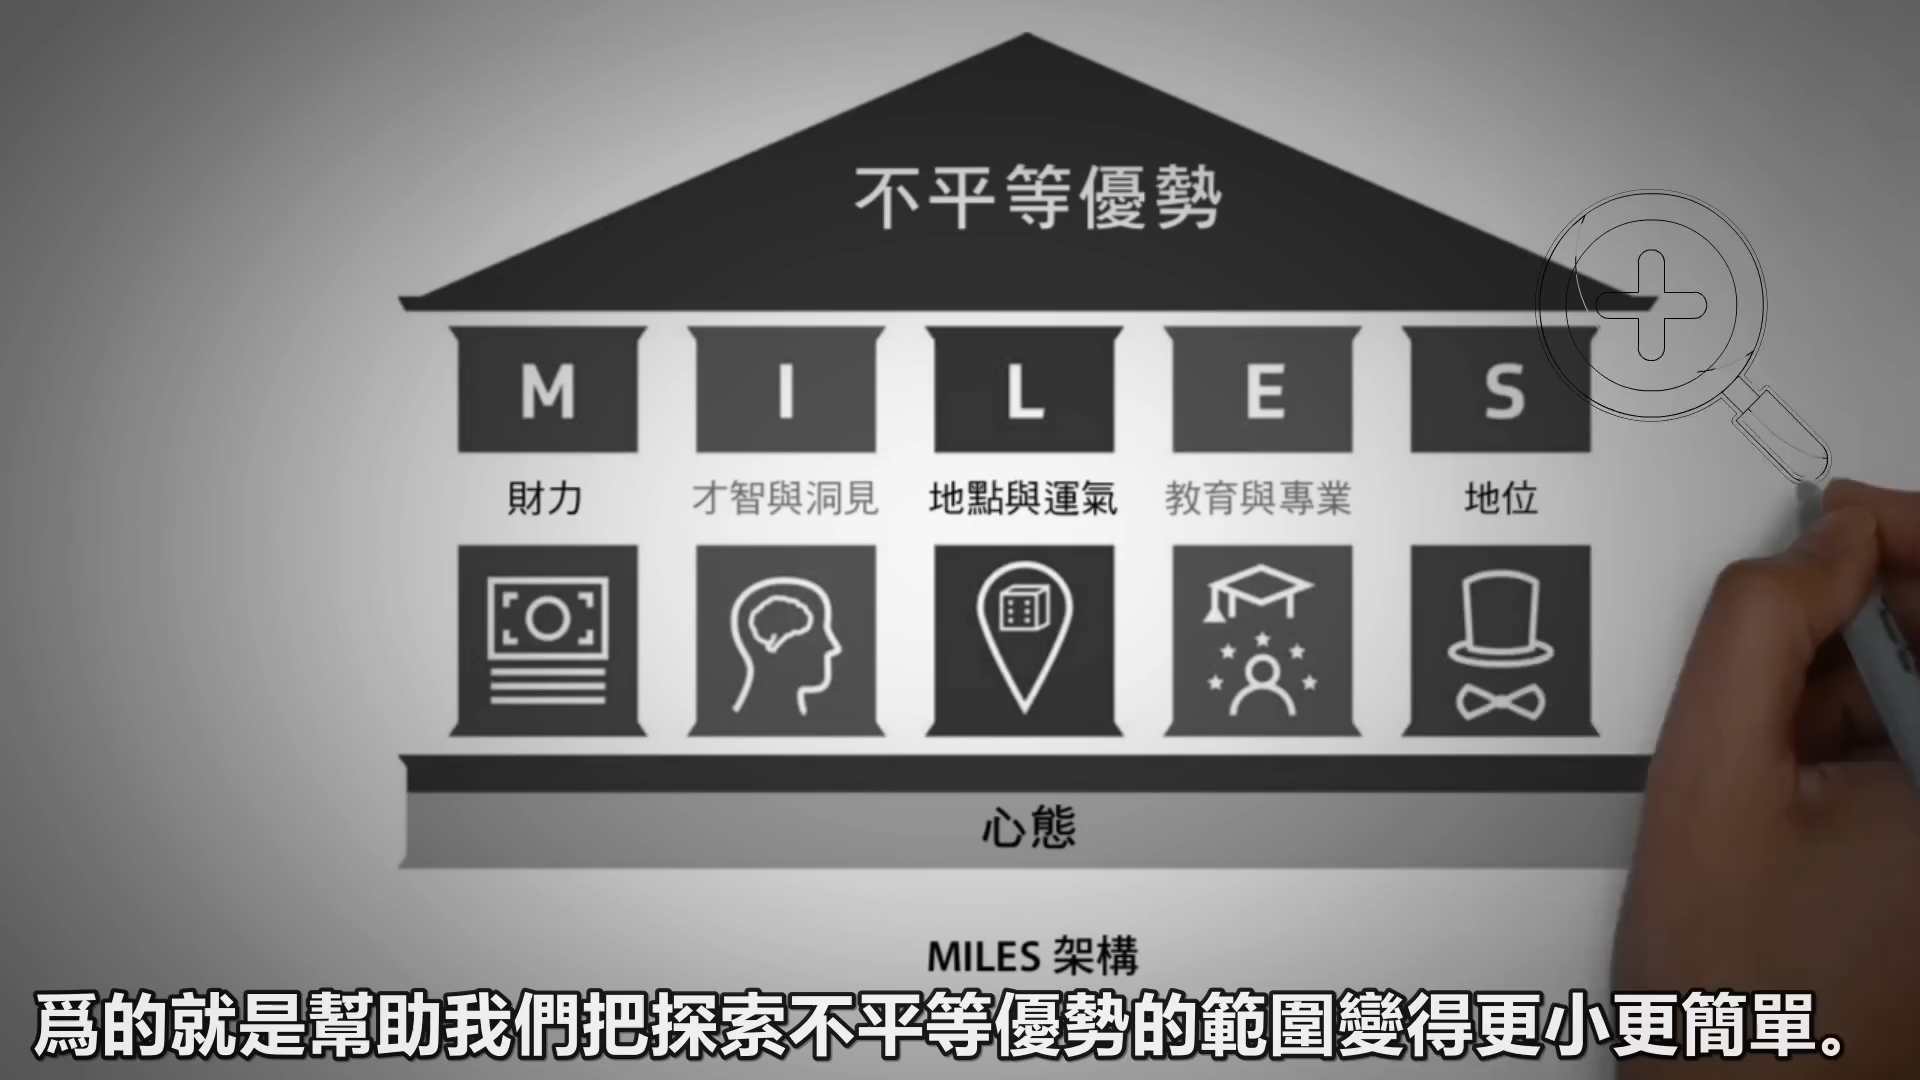 不平等優勢
M I L E S
財力 才智與洞見 地點與運氣 教育與專業 地位
心態
MILES 架構
爲的就是幫助我們把探索不平等優勢的範圍變得更小更簡單。